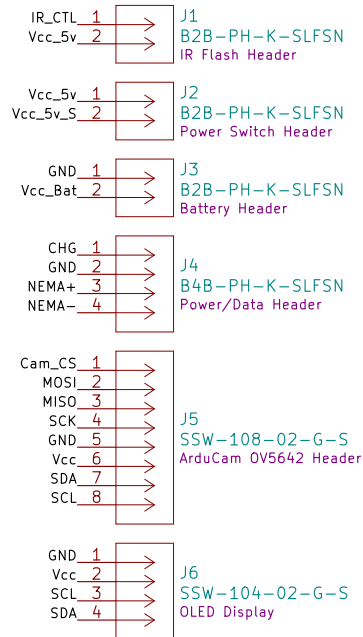 IR_CTL 1 J1
Vcc_5v 2 B2B-PH-K-SLFSN
IR Flash Header
Vcc_5v 1 J2
Vcc_5v_S 2 B2B-PH-K-SLFSN
Power Switch Header
GND 1 J3
Vcc_Bat 2 B2B-PH-K-SLFSN
Battery Header
CHG 1
GND 2 J4
NEMA+ 3 B4B-PH-K-SLFSN
NEMA- 4 Power/Data Header
Cam_CS 1
MOSI 2
MISO 3
SCK 4 J5
GND 5 SSW-108-02-G-S
Vcc 6 ArduCam OV5642 Header
SDA 7
SCL 8
GND 1
Vcc 2 J6
SCL 3 SSW-104-02-G-S
SDA 4 OLED Display